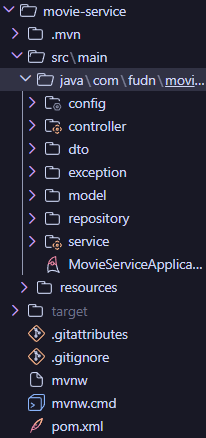 movie-service
.mvn
src\main
java\com\fudn\movi...
config
controller
dto
exception
model
repository
service
MovieServiceApplica...
resources
target
.gitattributes
.gitignore
mvnw
mvnw.cmd
pom.xml